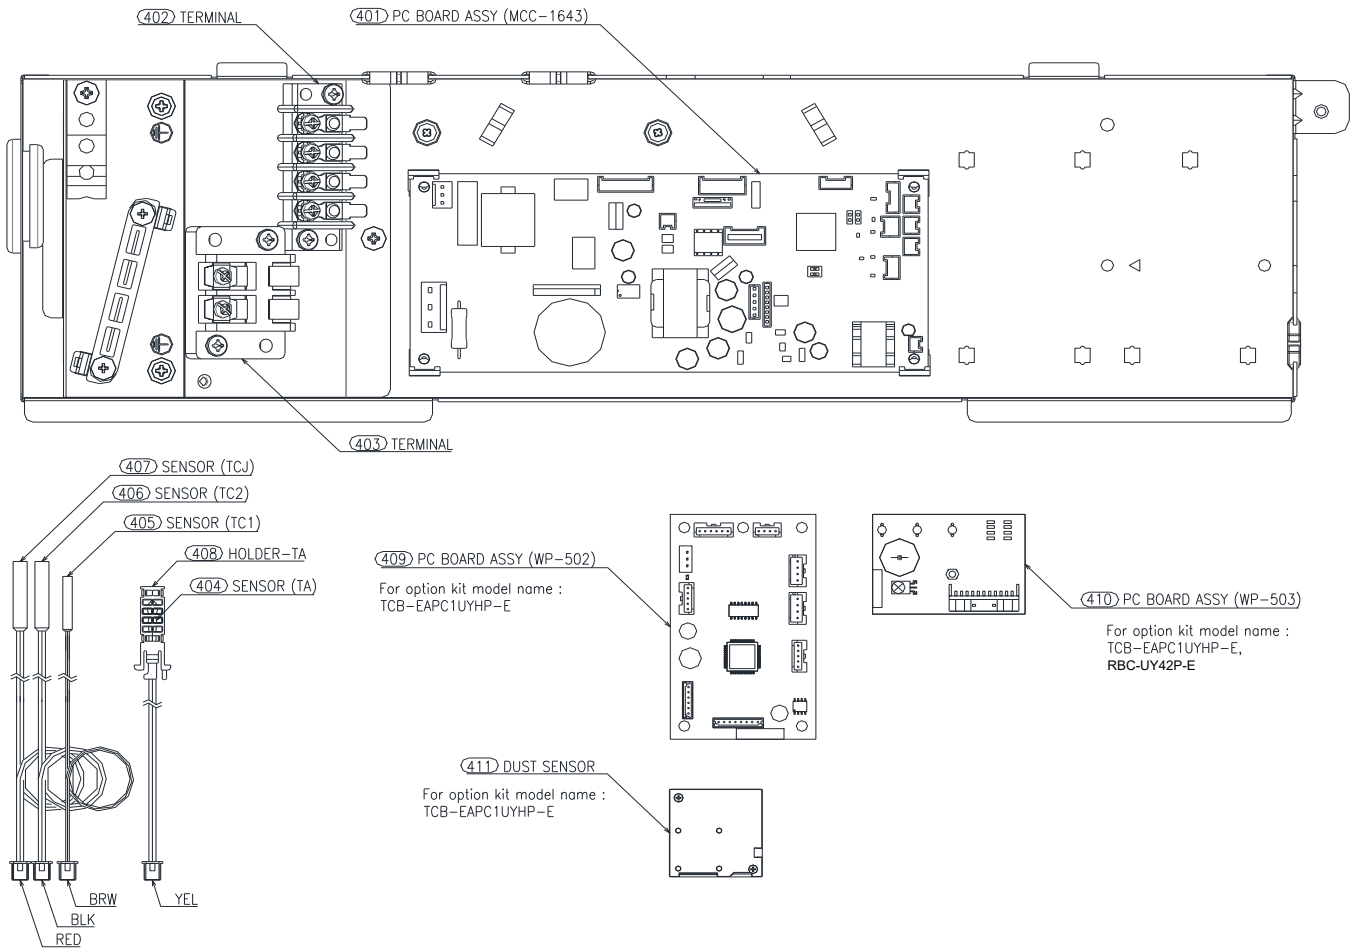 402 TERMINAL
401 PC BOARD ASSY (MCC-1643)
403 TERMINAL
407 SENSOR (TCJ)
406 SENSOR (TC2)
405 SENSOR (TC1)
408 HOLDER-TA
404 SENSOR (TA)
409 PC BOARD ASSY (WP-502)
For option kit model name :
TCB-EAPC1UYHP-E
410 PC BOARD ASSY (WP-503)
For option kit model name :
TCB-EAPC1UYHP-E,
RBC-UY42P-E
411 DUST SENSOR
For option kit model name :
TCB-EAPC1UYHP-E
BRW
YEL
BLK
RED